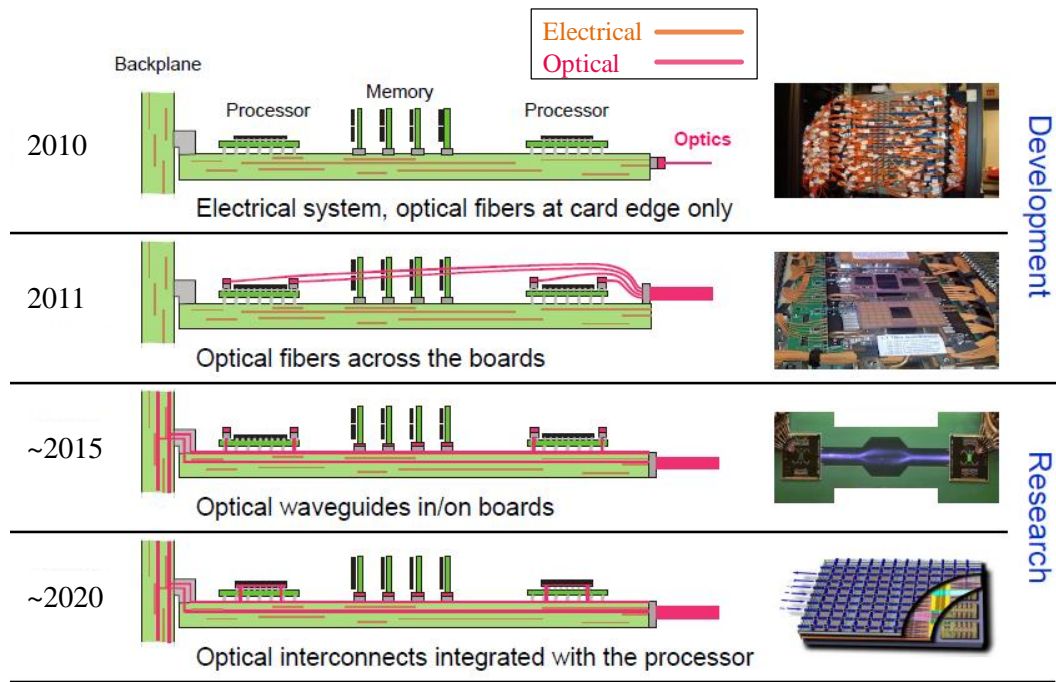 Electrical
Optical
Backplane
Processor
Memory
Processor
2010
Optics
Electrical system, optical fibers at card edge only
Development
2011
Optical fibers across the boards
~2015
Optical waveguides in/on boards
Research
~2020
Optical interconnects integrated with the processor